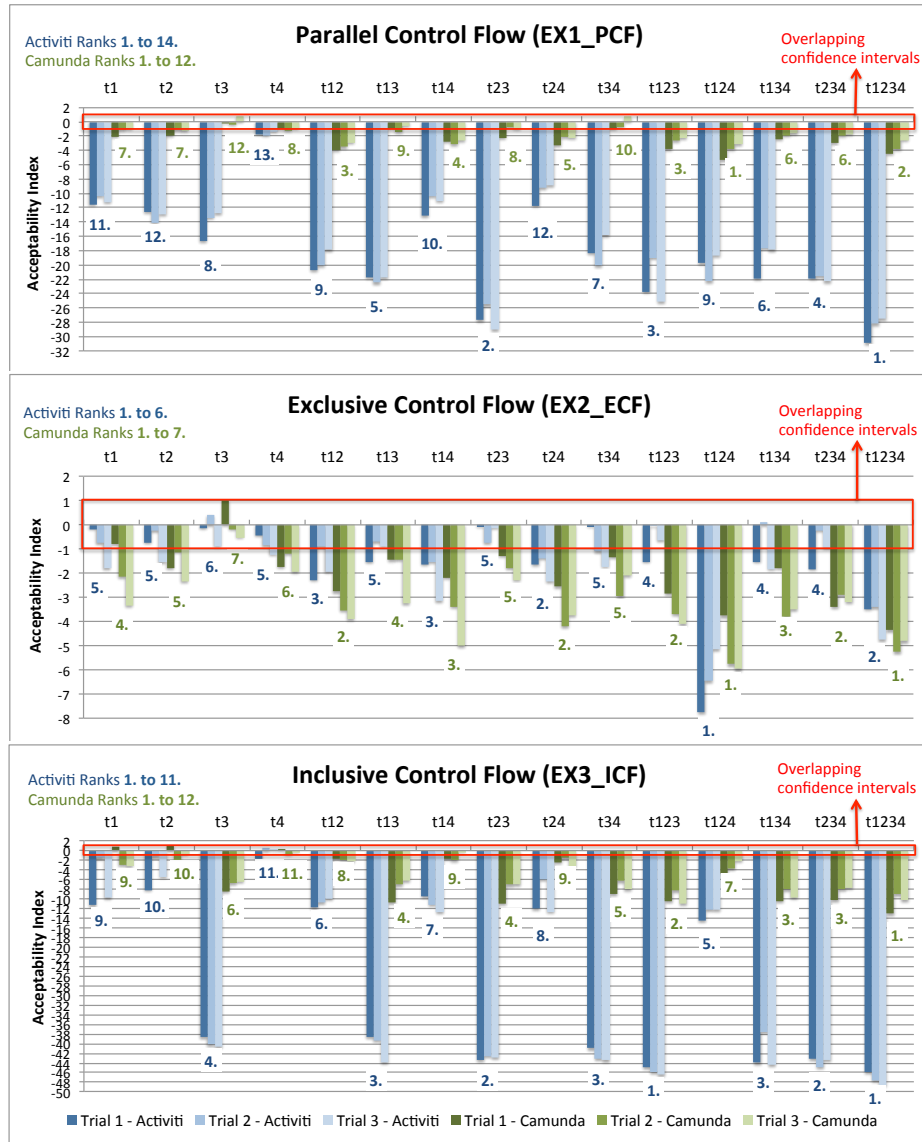 Parallel Control Flow (EX1_PCF)
Activiti Ranks 1. to 14.
Camunda Ranks 1. to 12.
Overlapping
confidence intervals
t1 t2 t3 t4 t12 t13 t14 t23 t24 t34 t123 t124 t134 t234 t1234
Acceptability Index
2
0
-2
-4
-6
-8
-10
-12
-14
-16
-18
-20
-22
-24
-26
-28
-30
-32
7. 7. 12. 8. 3. 9. 4. 8. 5. 10. 3. 1. 6. 6. 2.
11. 12. 8. 13. 9. 5. 10. 2. 12. 7. 3. 9. 6. 4. 1.
Exclusive Control Flow (EX2_ECF)
Activiti Ranks 1. to 6.
Camunda Ranks 1. to 7.
Overlapping
confidence intervals
t1 t2 t3 t4 t12 t13 t14 t23 t24 t34 t123 t124 t134 t234 t1234
Acceptability Index
2
1
0
-1
-2
-3
-4
-5
-6
-7
-8
5. 5. 6. 5. 3. 5. 3. 5. 2. 5. 4. 1. 4. 4. 2.
4. 5. 7. 6. 2. 4. 3. 5. 2. 5. 2. 1. 3. 2. 1.
Inclusive Control Flow (EX3_ICF)
Activiti Ranks 1. to 11.
Camunda Ranks 1. to 12.
Overlapping
confidence intervals
t1 t2 t3 t4 t12 t13 t14 t23 t24 t34 t123 t124 t134 t234 t1234
Acceptability Index
2
0
-2
-4
-6
-8
-10
-12
-14
-16
-18
-20
-22
-24
-26
-28
-30
-32
-34
-36
-38
-40
-42
-44
-46
-48
-50
9. 10. 6. 11. 8. 4. 9. 4. 9. 5. 2. 7. 3. 3. 1.
9. 10. 4. 11. 6. 3. 7. 2. 8. 3. 1. 5. 3. 2. 1.
Trial 1 - Activiti Trial 2 - Activiti Trial 3 - Activiti Trial 1 - Camunda Trial 2 - Camunda Trial 3 - Camunda